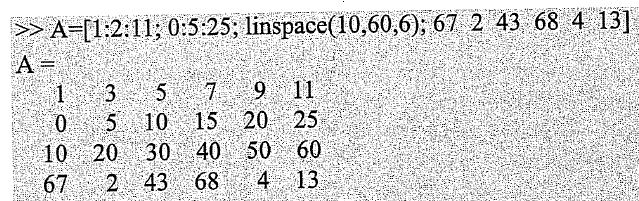 >> A=[1:2:11; 0:5:25; linspace(10,60,6); 67 2 43 68 4 13]
A =
1 3 5 7 9 11
0 5 10 15 20 25
10 20 30 40 50 60
67 2 43 68 4 13